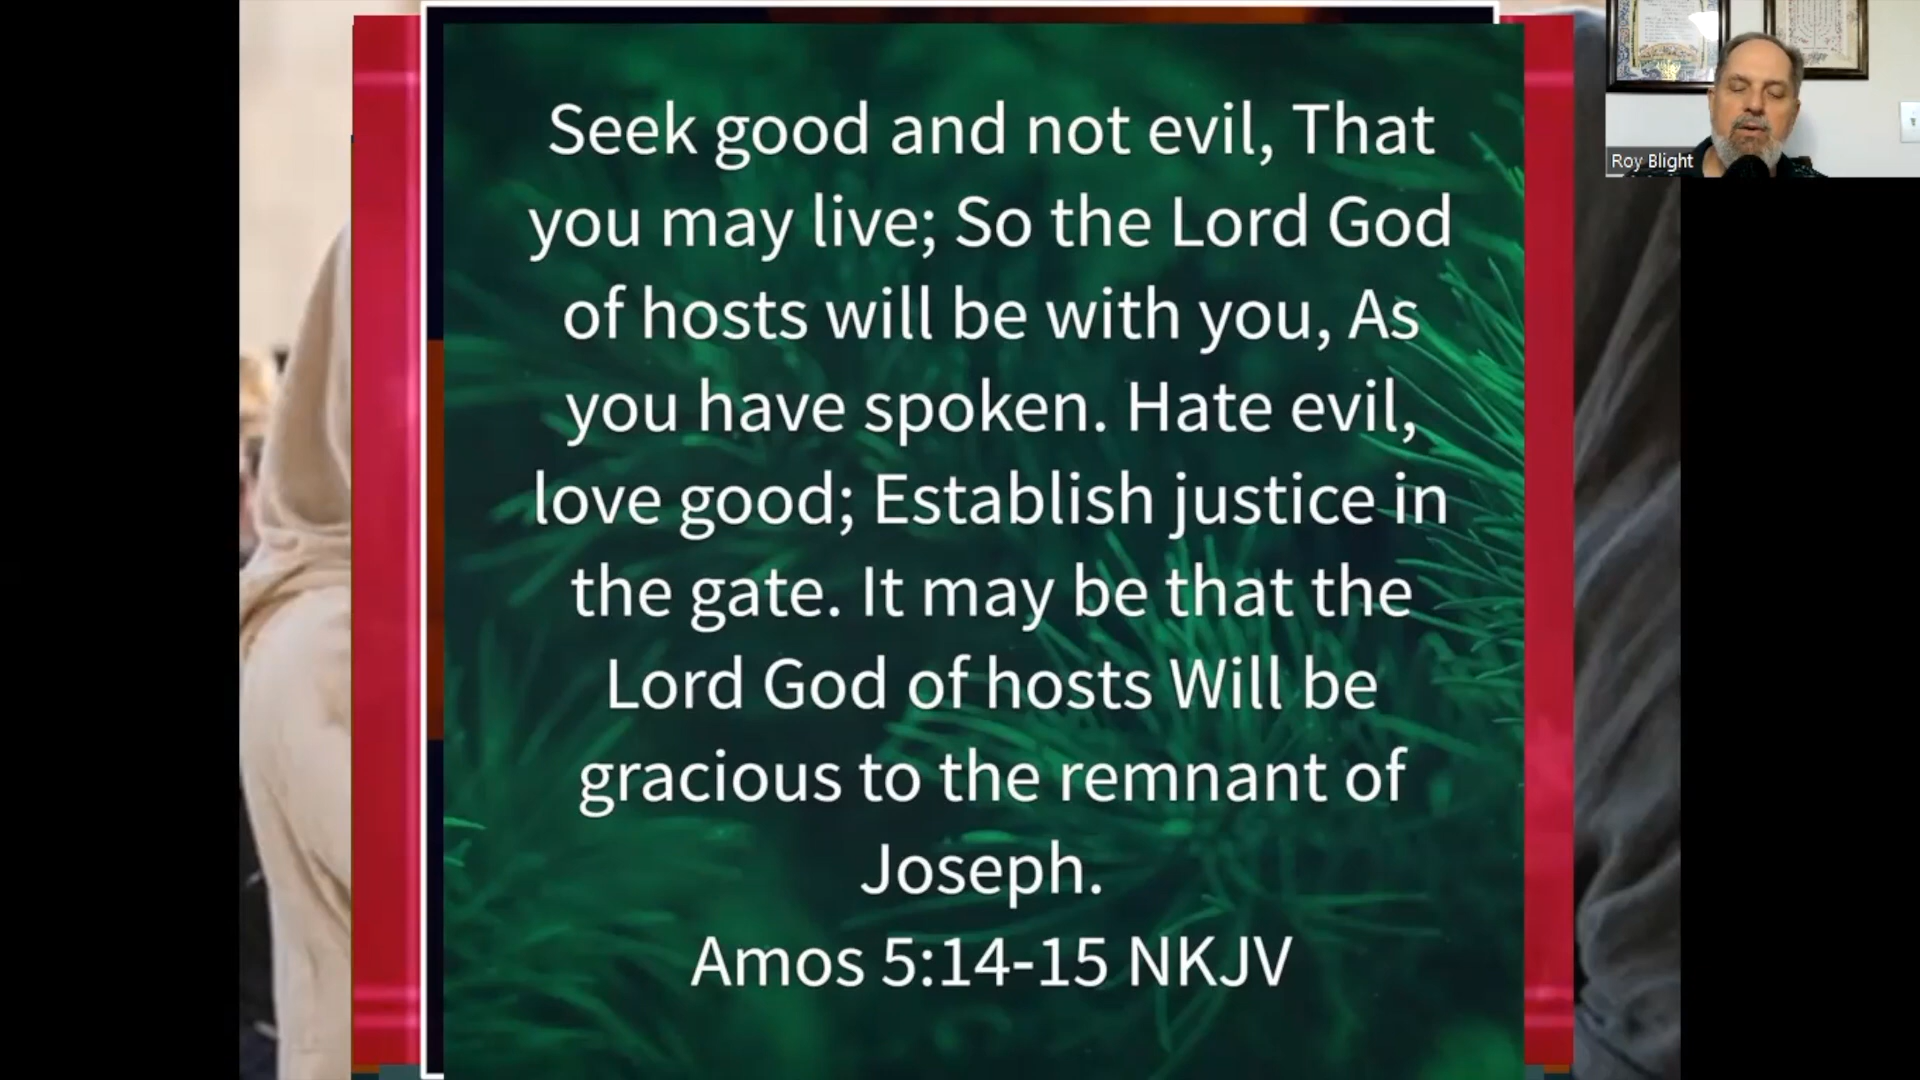 Seek good and not evil, That
you may live; So the Lord God
of hosts will be with you, As
you have spoken. Hate evil,
love good; Establish justice in
the gate. It may be that the
Lord God of hosts Will be
gracious to the remnant of
Joseph.
Amos 5:14-15 NKJV
Roy Blight